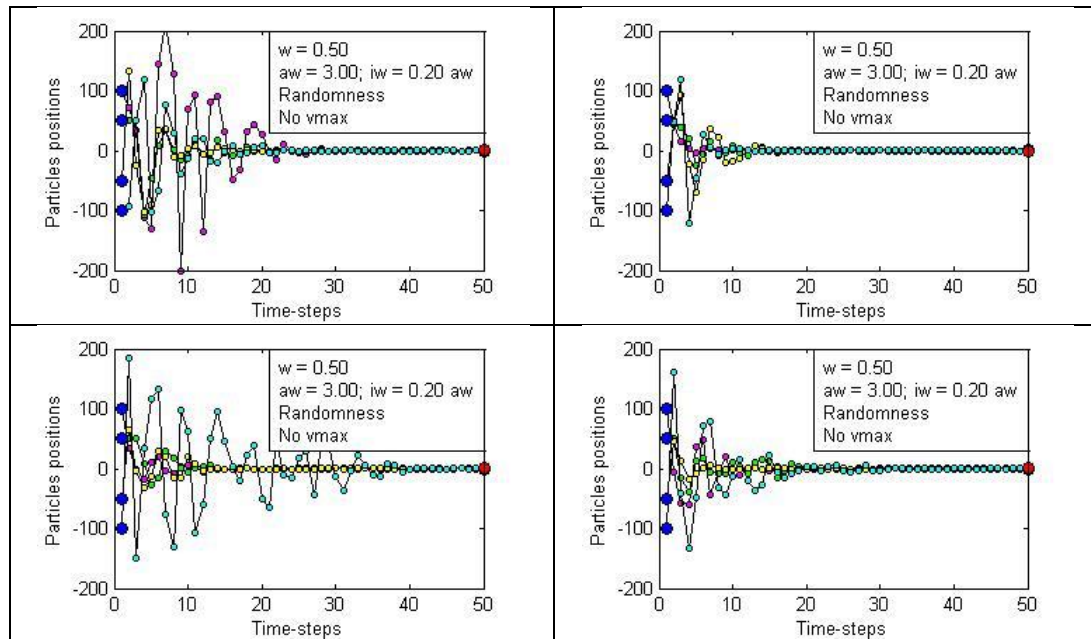 200
100
0
-100
-200
Particles positions
w = 0.50
aw = 3.00; iw = 0.20 aw
Randomness
No vmax
0 10 20 30 40 50
Time-steps
200
100
0
-100
-200
Particles positions
w = 0.50
aw = 3.00; iw = 0.20 aw
Randomness
No vmax
0 10 20 30 40 50
Time-steps
200
100
0
-100
-200
Particles positions
w = 0.50
aw = 3.00; iw = 0.20 aw
Randomness
No vmax
0 10 20 30 40 50
Time-steps
200
100
0
-100
-200
Particles positions
w = 0.50
aw = 3.00; iw = 0.20 aw
Randomness
No vmax
0 10 20 30 40 50
Time-steps